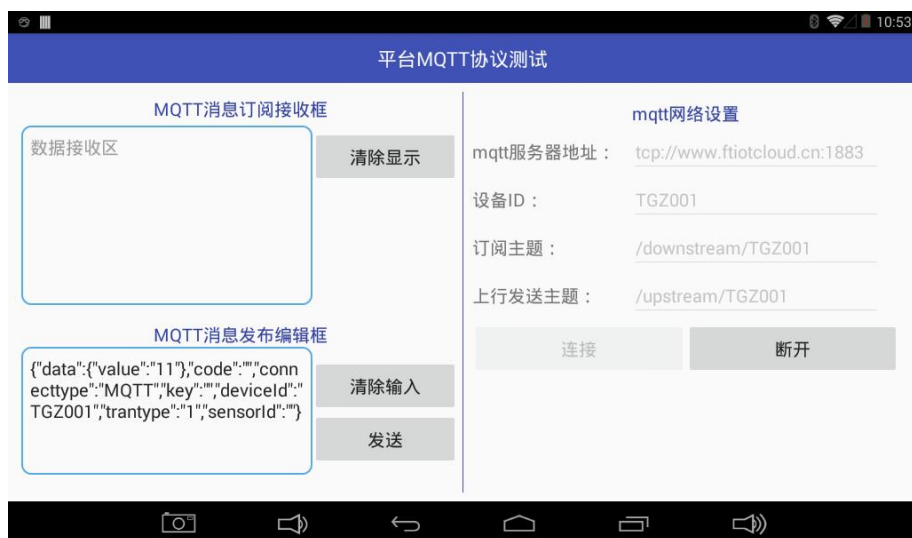 10:53
平台MQTT协议测试
MQTT消息订阅接收框
数据接收区
清除显示
MQTT消息发布编辑框
{"data":{"value":"11"},"code":"","conn
ecttype":"MQTT","key":"","deviceId":"
TGZ001","trantype":"1","sensorId":""}
清除输入
发送
mqtt网络设置
mqtt服务器地址：
tcp://www.ftiotcloud.cn:1883
设备ID：
TGZ001
订阅主题：
/downstream/TGZ001
上行发送主题：
/upstream/TGZ001
连接
断开